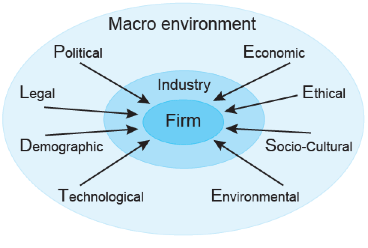 Macro environment
Political
Economic
Industry
Legal
Ethical
Firm
Demographic
Socio-Cultural
Technological
Environmental